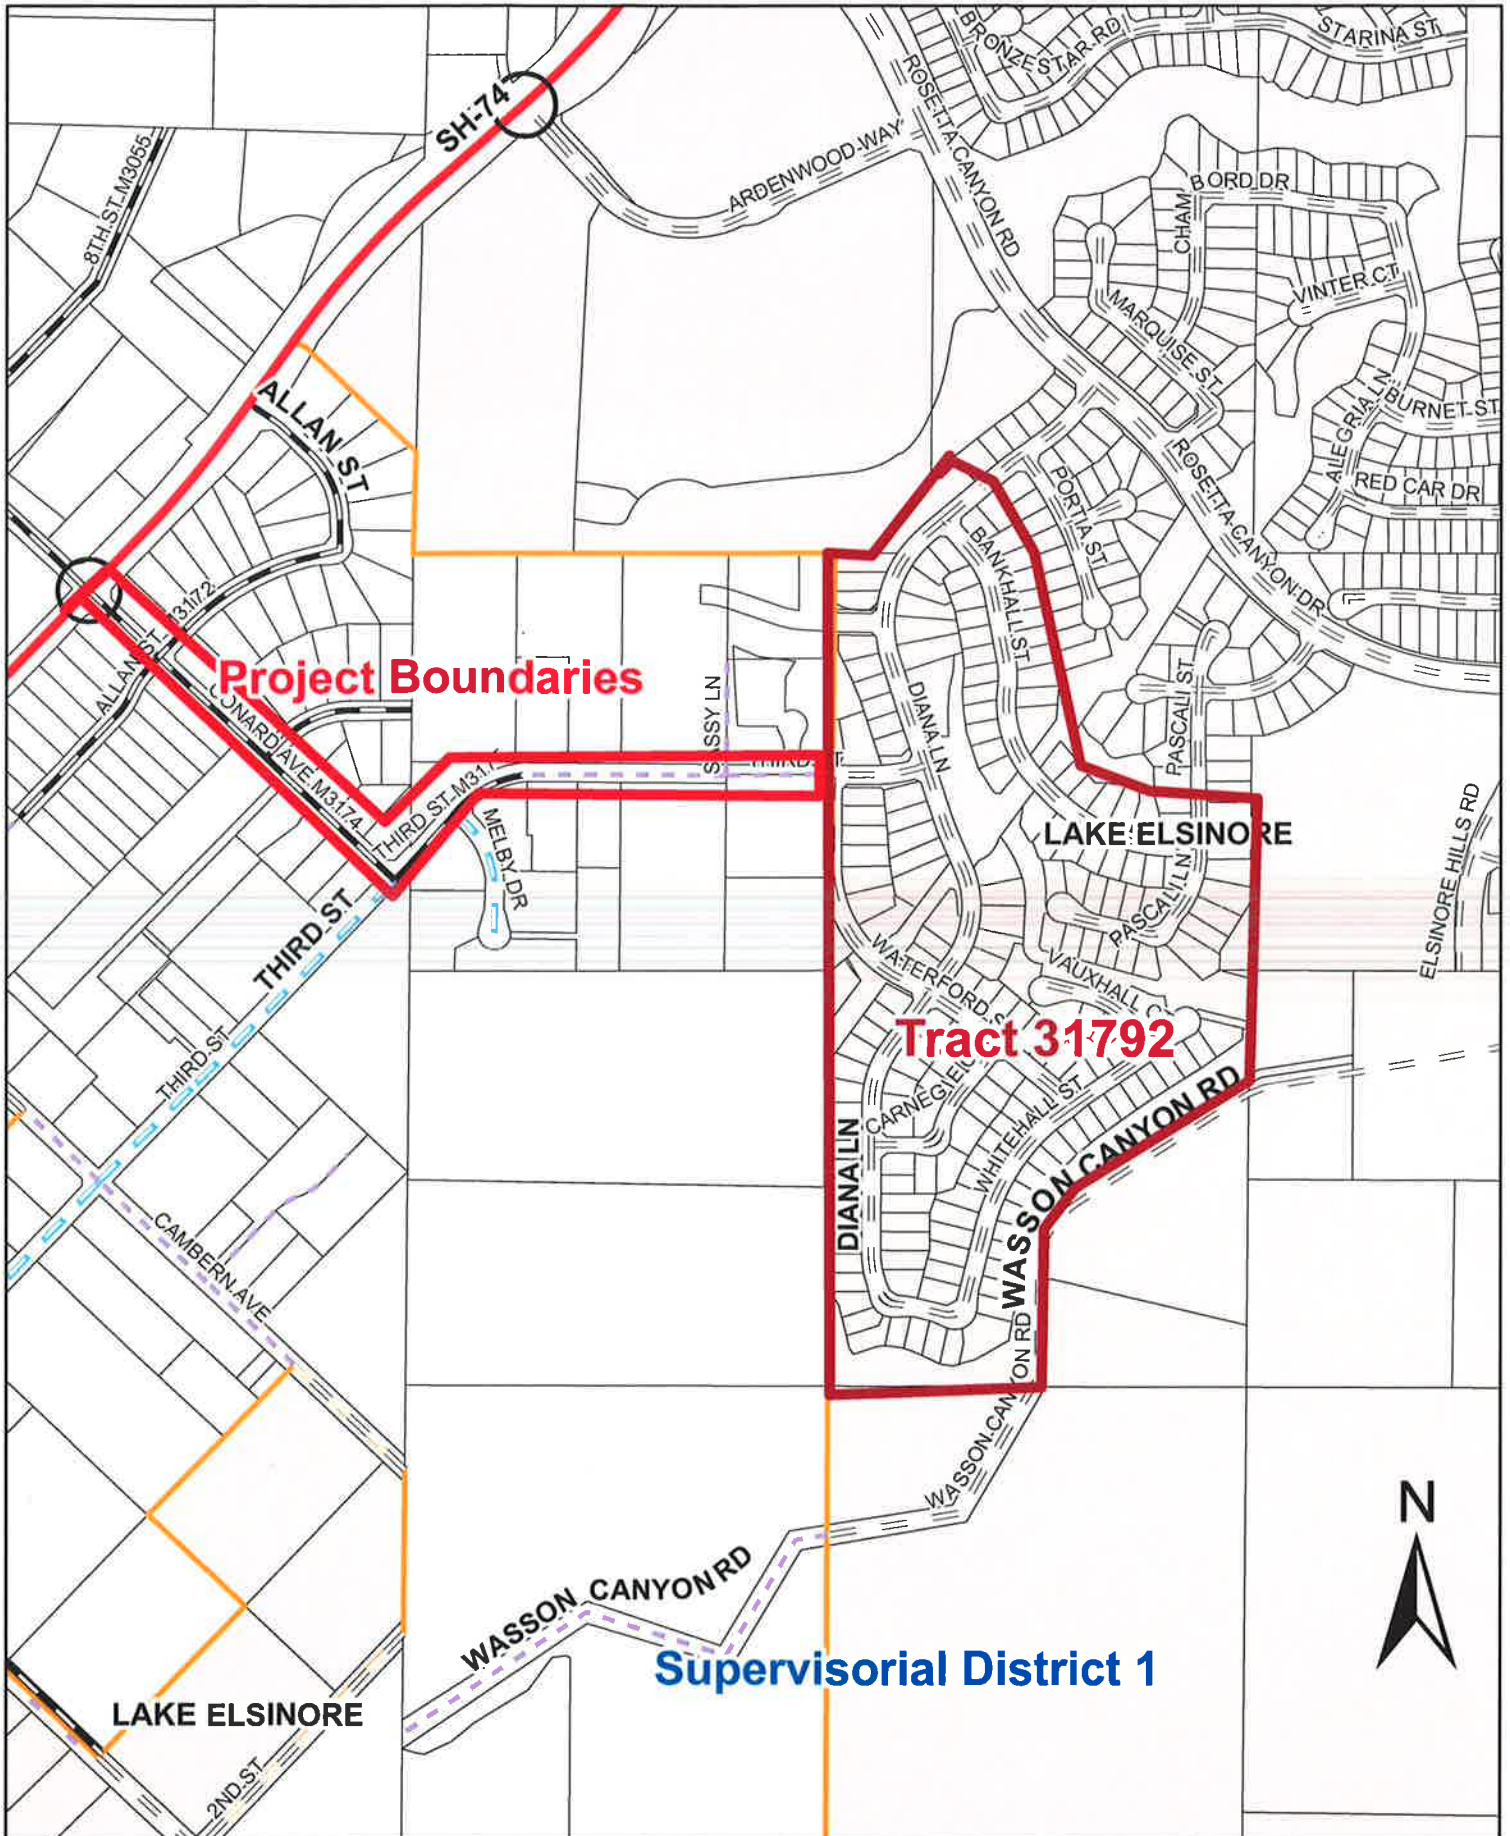 BRONZESTAR RD
STARINA ST
SH-74
ROSETTA CANYON RD
8TH ST M3055
ARDENWOOD WAY
BORD DR
CHAM
VINTER CT
MARQUISE ST
ALLAN ST
ALEGRIA LN
BURNET ST
ROSETTA CANYON DR
RED CAR DR
PORTIA ST
BANKHALL ST
3172
ALLAN ST
Project Boundaries
CONARD AVE M3174
SASSY LN
DIANA LN
PASCALI ST
THIRD ST
THIRD ST M317
MELBY DR
LAKE ELSINORE
ELSINORE HILLS RD
PASCALI LN
THIRD ST
WATERFORD S
VAUXHALL C
Tract 31792
THIRD ST
CARNEGIE
WHITEHALL ST
WASSON CANYON RD
DIANA LN
CAMBERN AVE
WASSON CANYON RD
N
WASSON CANYON RD
Supervisorial District 1
LAKE ELSINORE
2ND ST